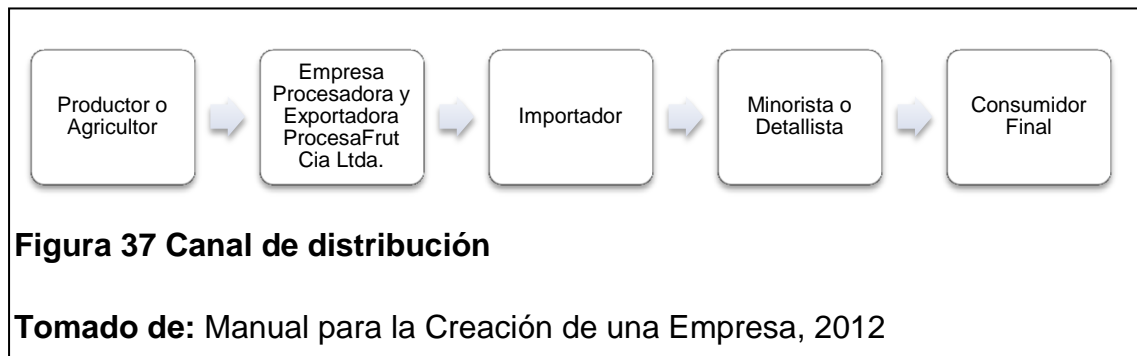 Productor o
Agricultor
Empresa
Procesadora y
Exportadora
ProcesaFrut
Cia Ltda.
Importador
Minorista o
Detallista
Consumidor
Final
Figura 37 Canal de distribución
Tomado de: Manual para la Creación de una Empresa, 2012